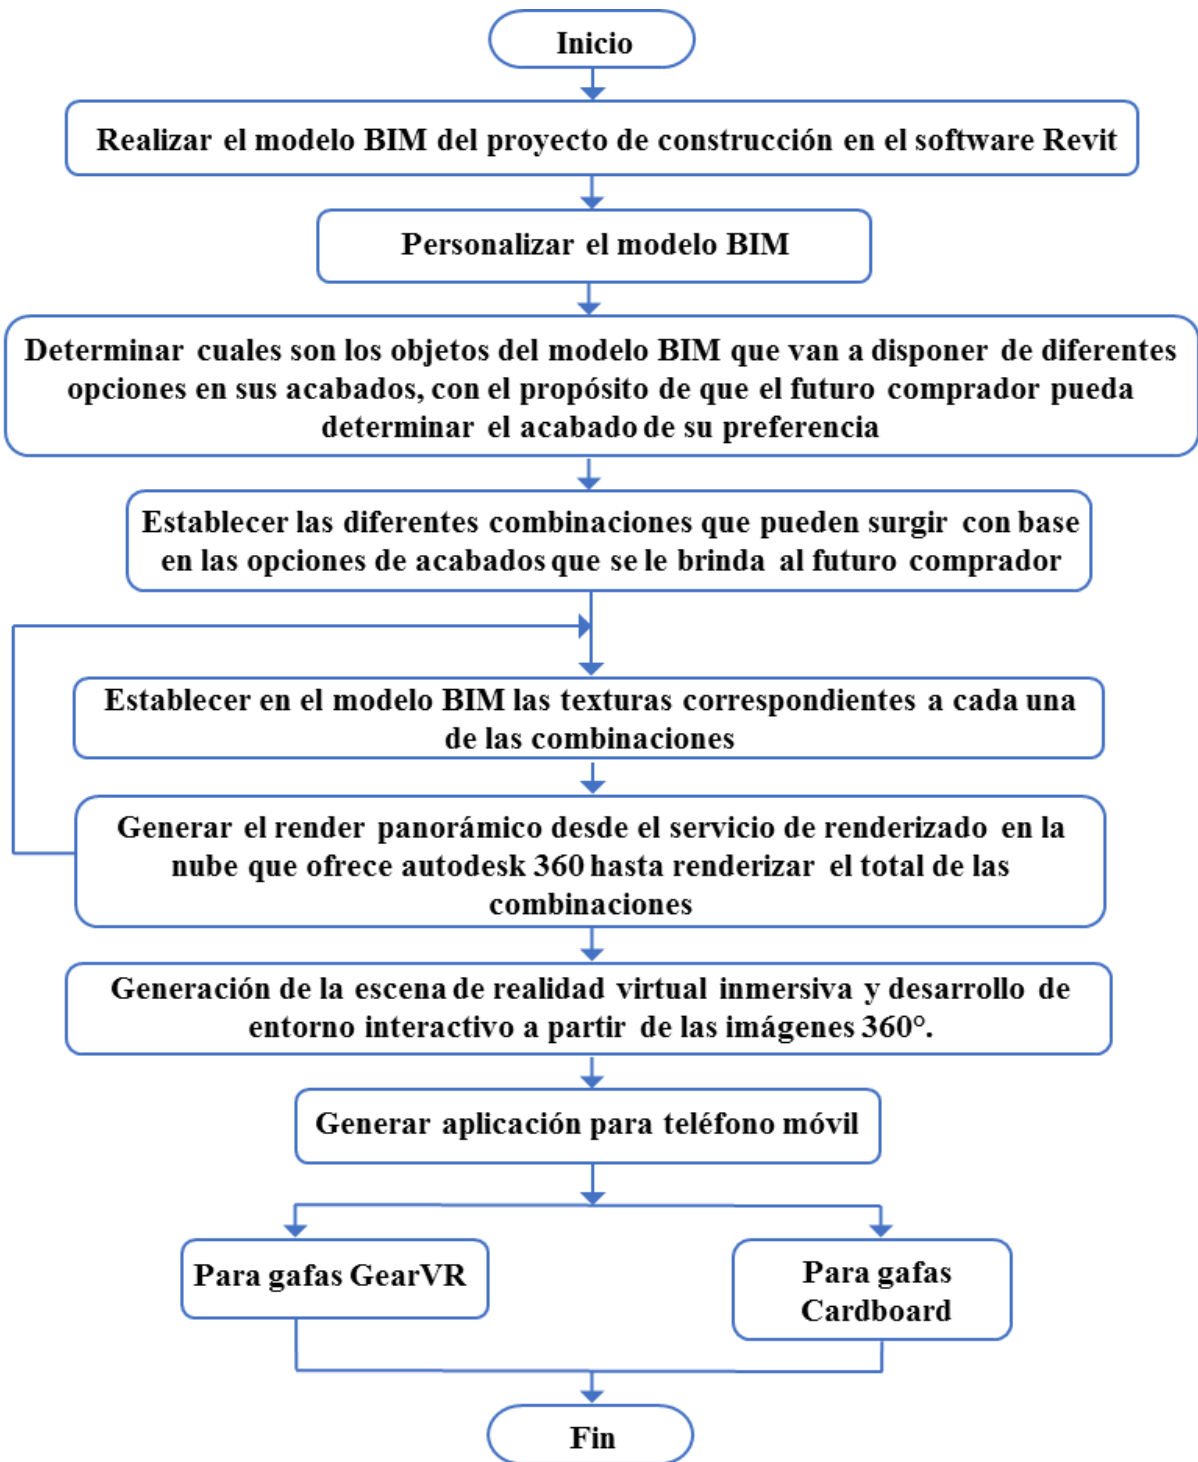 Inicio
Realizar el modelo BIM del proyecto de construcción en el software Revit
Personalizar el modelo BIM
Determinar cuales son los objetos del modelo BIM que van a disponer de diferentes
opciones en sus acabados, con el propósito de que el futuro comprador pueda
determinar el acabado de su preferencia
Establecer las diferentes combinaciones que pueden surgir con base
en las opciones de acabados que se le brinda al futuro comprador
Establecer en el modelo BIM las texturas correspondientes a cada una
de las combinaciones
Generar el render panorámico desde el servicio de renderizado en la
nube que ofrece autodesk 360 hasta renderizar el total de las
combinaciones
Generación de la escena de realidad virtual inmersiva y desarrollo de
entorno interactivo a partir de las imágenes 360°.
Generar aplicación para teléfono móvil
Para gafas GearVR
Para gafas
Cardboard
Fin